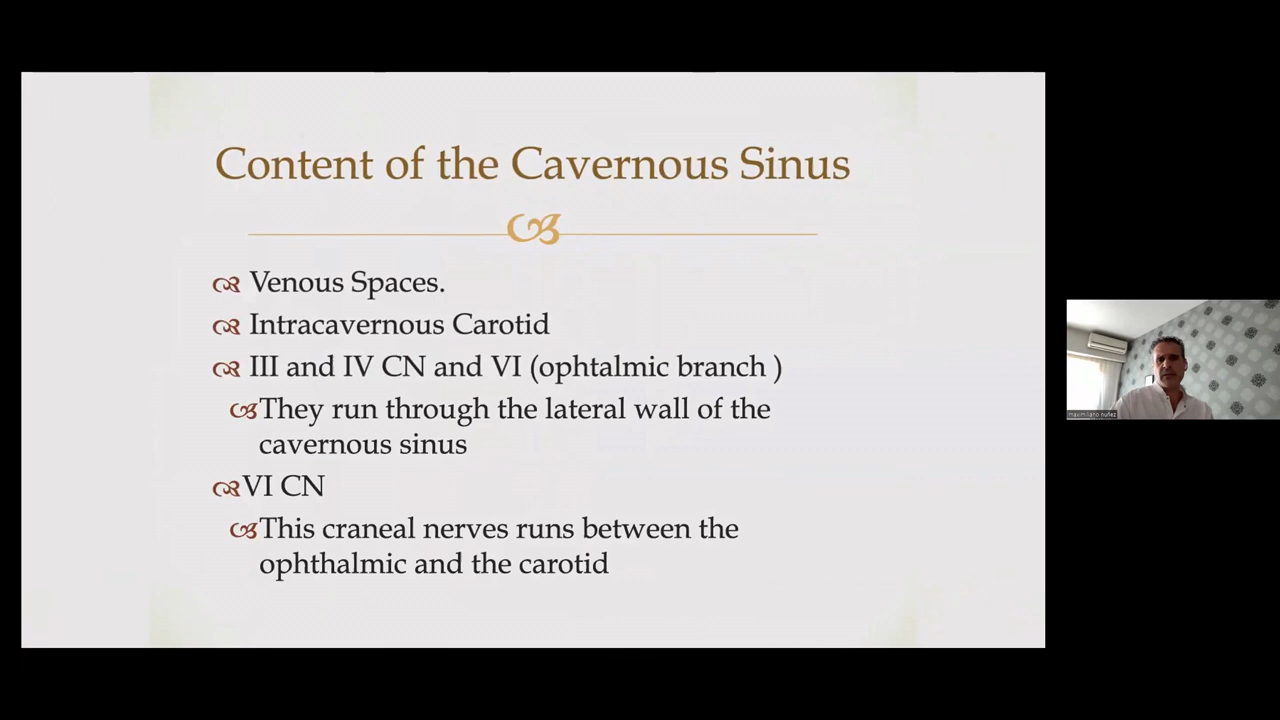 Content of the Cavernous Sinus
Venous Spaces.
Intracavernous Carotid
III and IV CN and VI (ophtalmic branch )
They run through the lateral wall of the
cavernous sinus
VI CN
This craneal nerves runs between the
ophthalmic and the carotid
maximiliano nuñez